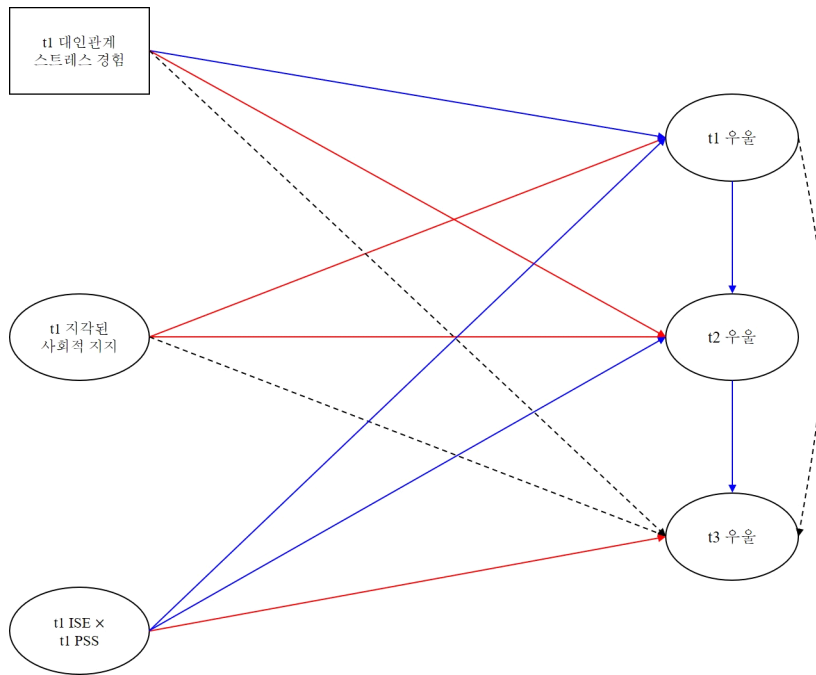 t1 대인관계
스트레스 경험
t1 우울
t1 지각된
사회적 지지
t2 우울
t3 우울
t1 ISE ×
t1 PSS